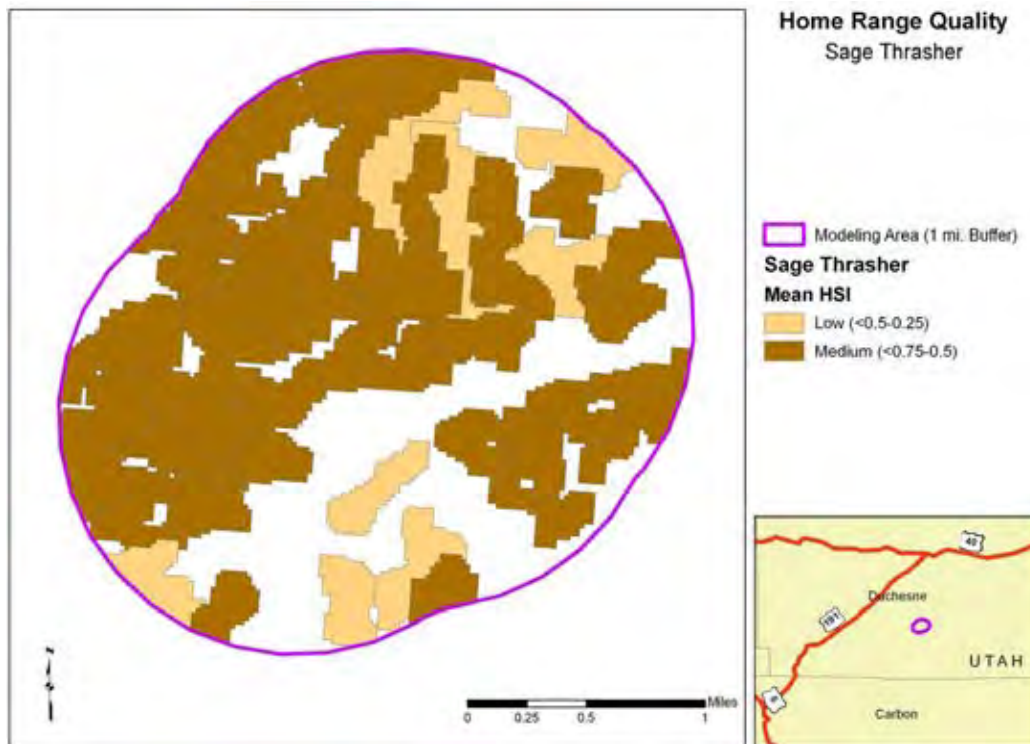 Home Range Quality
Sage Thrasher
Modeling Area (1 mi. Buffer)
Sage Thrasher
Mean HSI
Low (<0.5-0.25)
Medium (<0.75-0.5)
Miles
0 0.25 0.5 1
40
Duchesne
191
UTAH
6
Carbon